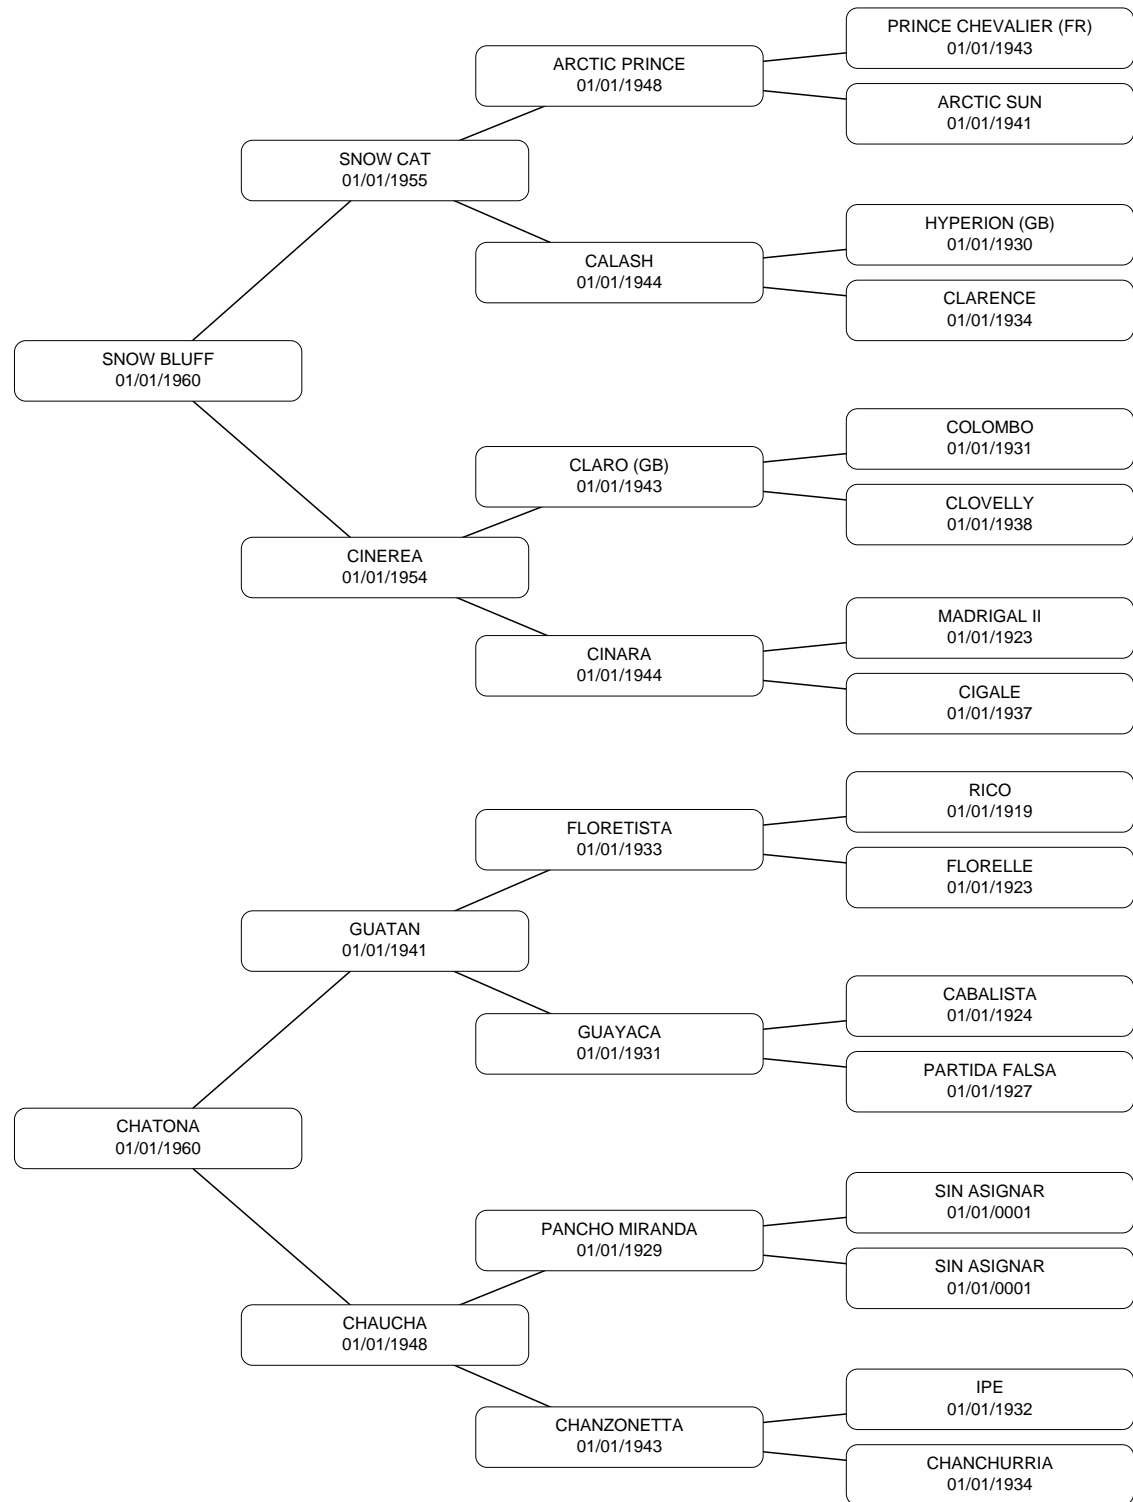 PRINCE CHEVALIER (FR)
01/01/1943
ARCTIC PRINCE
01/01/1948
ARCTIC SUN
01/01/1941
SNOW CAT
01/01/1955
HYPERION (GB)
01/01/1930
CALASH
01/01/1944
CLARENCE
01/01/1934
SNOW BLUFF
01/01/1960
COLOMBO
01/01/1931
CLARO (GB)
01/01/1943
CLOVELLY
01/01/1938
CINEREA
01/01/1954
MADRIGAL II
01/01/1923
CINARA
01/01/1944
CIGALE
01/01/1937
RICO
01/01/1919
FLORETISTA
01/01/1933
FLORELLE
01/01/1923
GUATAN
01/01/1941
CABALISTA
01/01/1924
GUAYACA
01/01/1931
PARTIDA FALSA
01/01/1927
CHATONA
01/01/1960
SIN ASIGNAR
01/01/0001
PANCHO MIRANDA
01/01/1929
SIN ASIGNAR
01/01/0001
CHAUCHA
01/01/1948
IPE
01/01/1932
CHANZONETTA
01/01/1943
CHANCHURRIA
01/01/1934